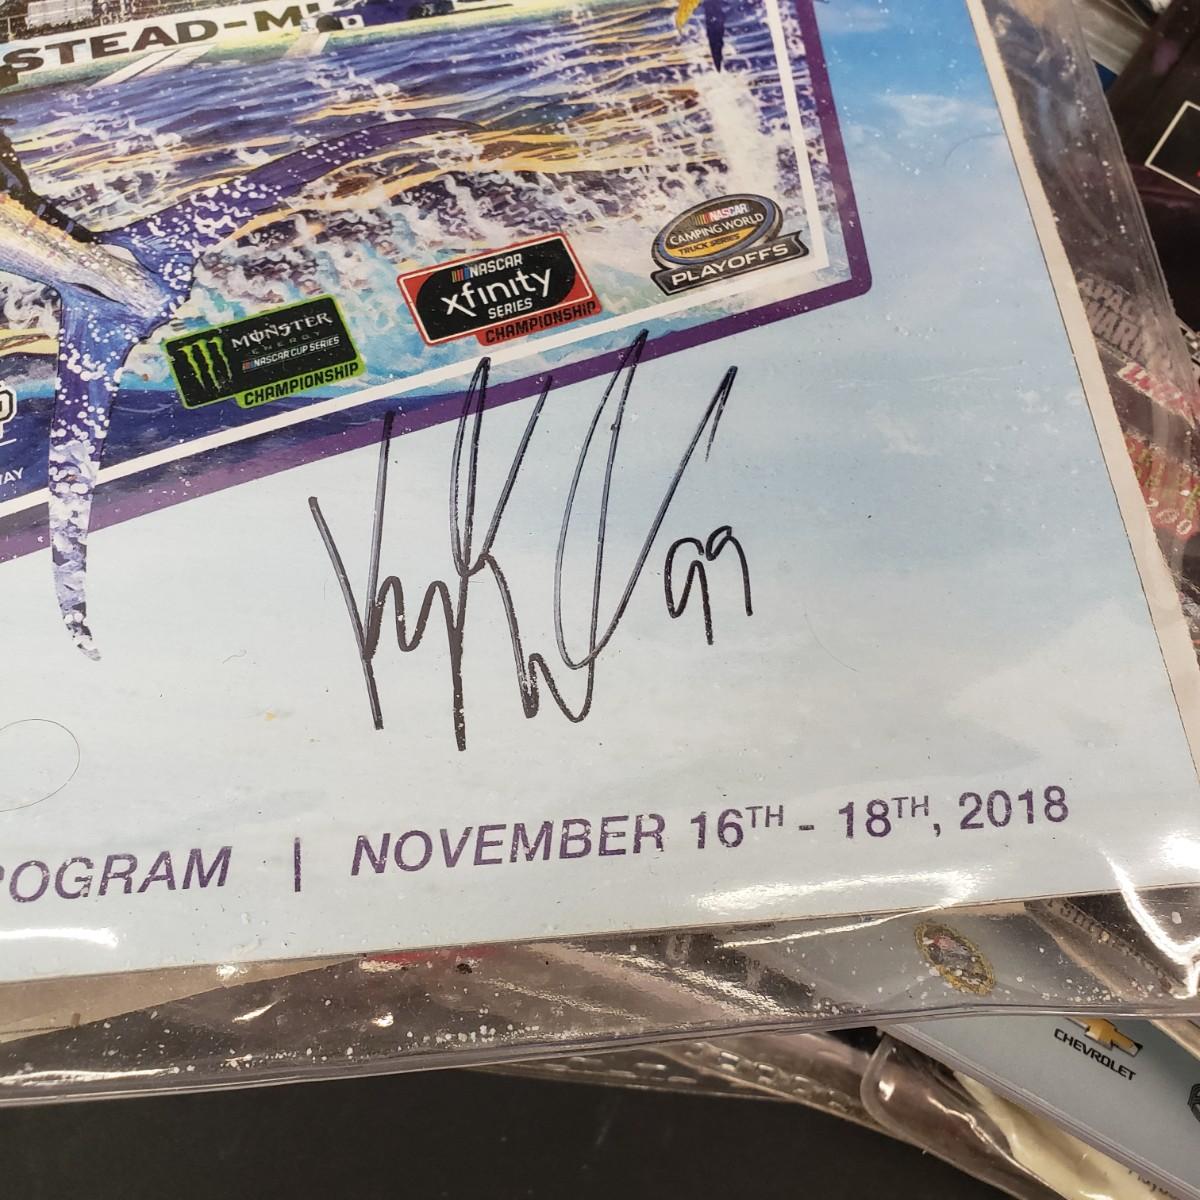 STEAD-MI
NASCAR
CAMPING WORLD
TRUCK SERIES
PLAYOFFS
NASCAR
xfinity
SERIES
CHAMPIONSHIP
MONSTER
ENERGY
NASCAR CUP SERIES
CHAMPIONSHIP
WAY
99
OGRAM | NOVEMBER 16TH - 18TH, 2018
CHEVROLET